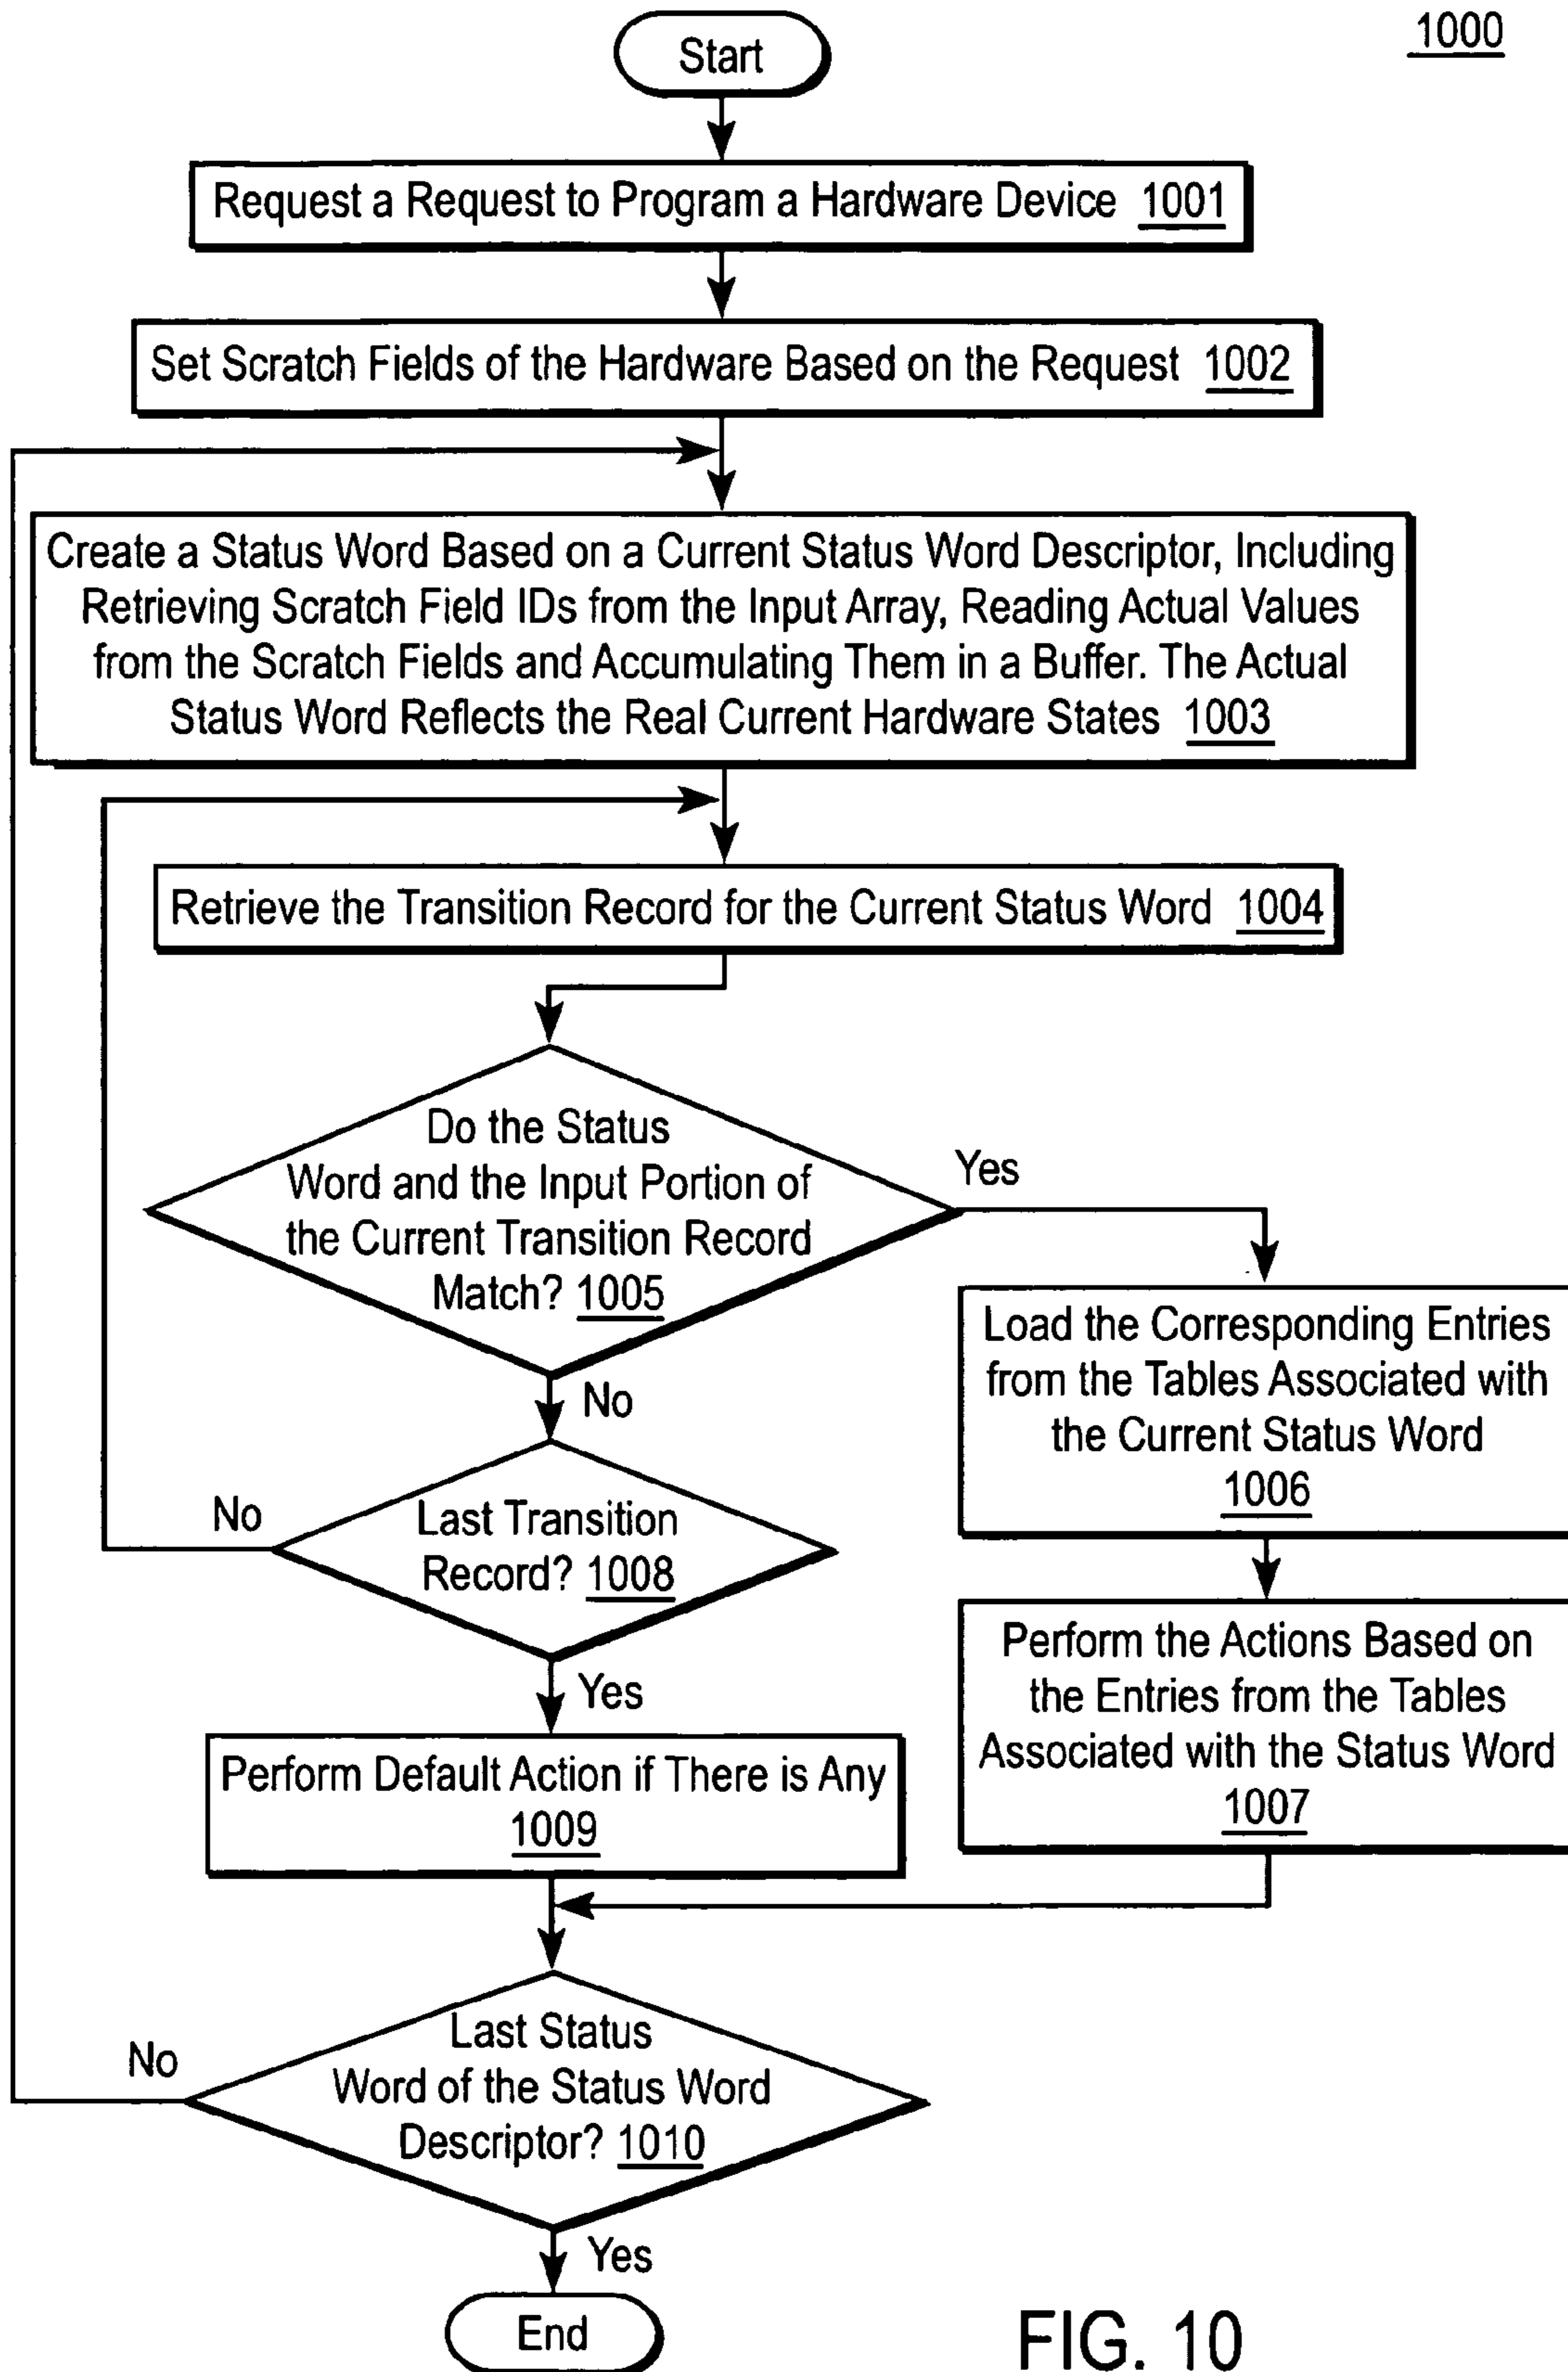 1000
Start
Request a Request to Program a Hardware Device 1001
Set Scratch Fields of the Hardware Based on the Request 1002
Create a Status Word Based on a Current Status Word Descriptor, Including
Retrieving Scratch Field IDs from the Input Array, Reading Actual Values
from the Scratch Fields and Accumulating Them in a Buffer. The Actual
Status Word Reflects the Real Current Hardware States 1003
Retrieve the Transition Record for the Current Status Word 1004
Do the Status
Word and the Input Portion of
the Current Transition Record
Match? 1005
Yes
Load the Corresponding Entries
from the Tables Associated with
the Current Status Word
1006
No
Last Transition
Record? 1008
No
Perform the Actions Based on
the Entries from the Tables
Associated with the Status Word
1007
Yes
Perform Default Action if There is Any
1009
Last Status
Word of the Status Word
Descriptor? 1010
No
Yes
End
FIG. 10